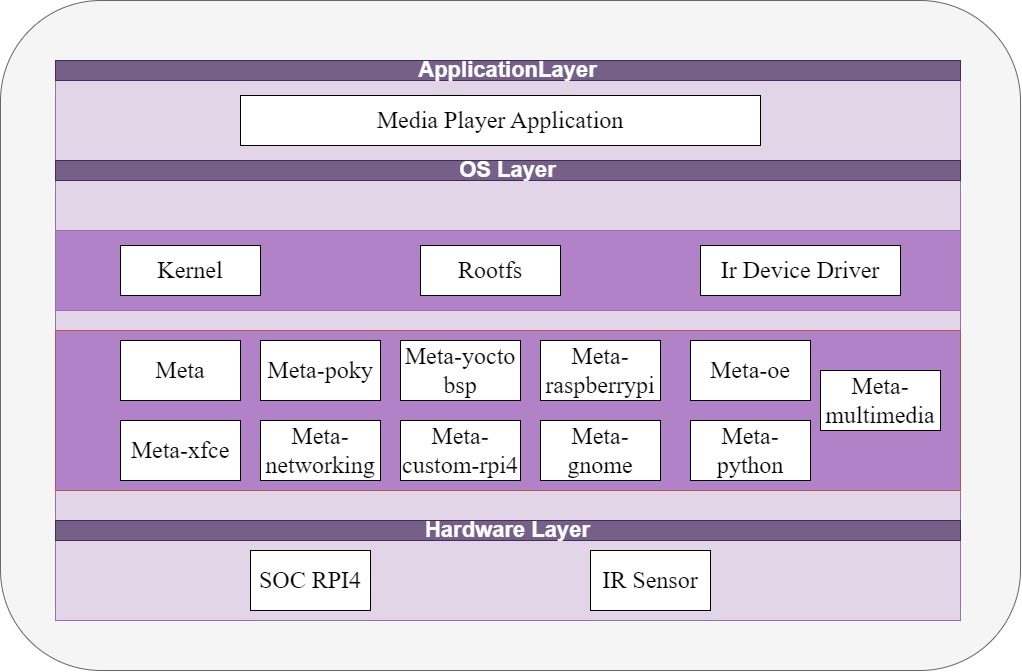 ApplicationLayer
Media Player Application
OS Layer
Kernel
Rootfs
Ir Device Driver
Meta
Meta-poky
Meta-yocto
bsp
Meta-
raspberrypi
Meta-oe
Meta-
multimedia
Meta-xfce
Meta-
networking
Meta-
custom-rpi4
Meta-
gnome
Meta-
python
Hardware Layer
SOC RPI4
IR Sensor